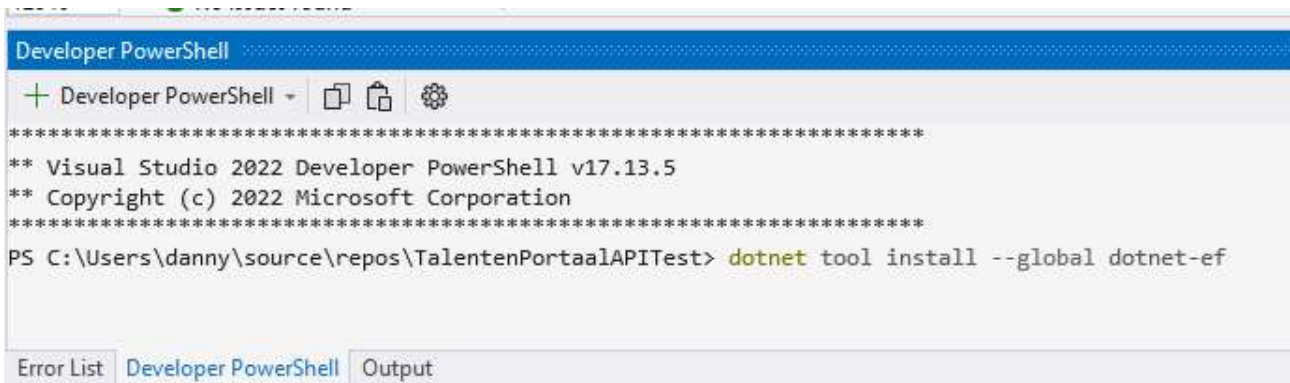 Developer PowerShell
+ Developer PowerShell
**********************************************************************
** Visual Studio 2022 Developer PowerShell v17.13.5
** Copyright (c) 2022 Microsoft Corporation
**********************************************************************
PS C:\Users\danny\source\repos\TalentenPortaalAPITest> dotnet tool install --global dotnet-ef
Error List Developer PowerShell Output